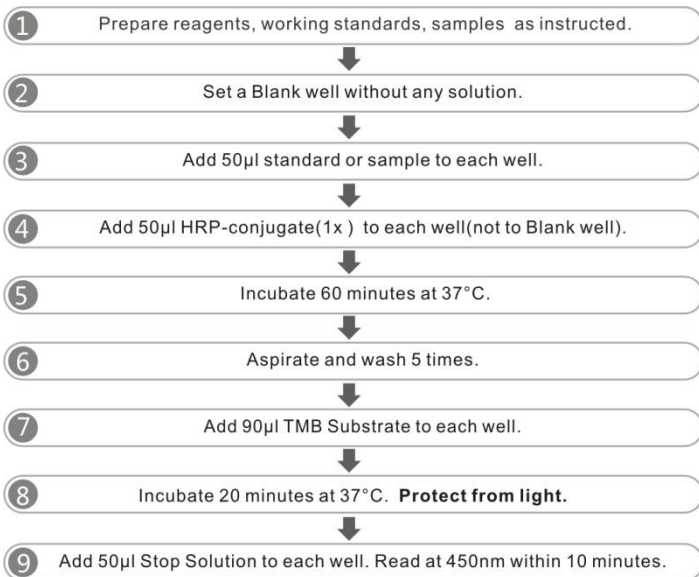 1 Prepare reagents, working standards, samples as instructed.
2 Set a Blank well without any solution.
3 Add 50µl standard or sample to each well.
4 Add 50µl HRP-conjugate(1x ) to each well(not to Blank well).
5 Incubate 60 minutes at 37°C.
6 Aspirate and wash 5 times.
7 Add 90µl TMB Substrate to each well.
8 Incubate 20 minutes at 37°C. Protect from light.
9 Add 50µl Stop Solution to each well. Read at 450nm within 10 minutes.